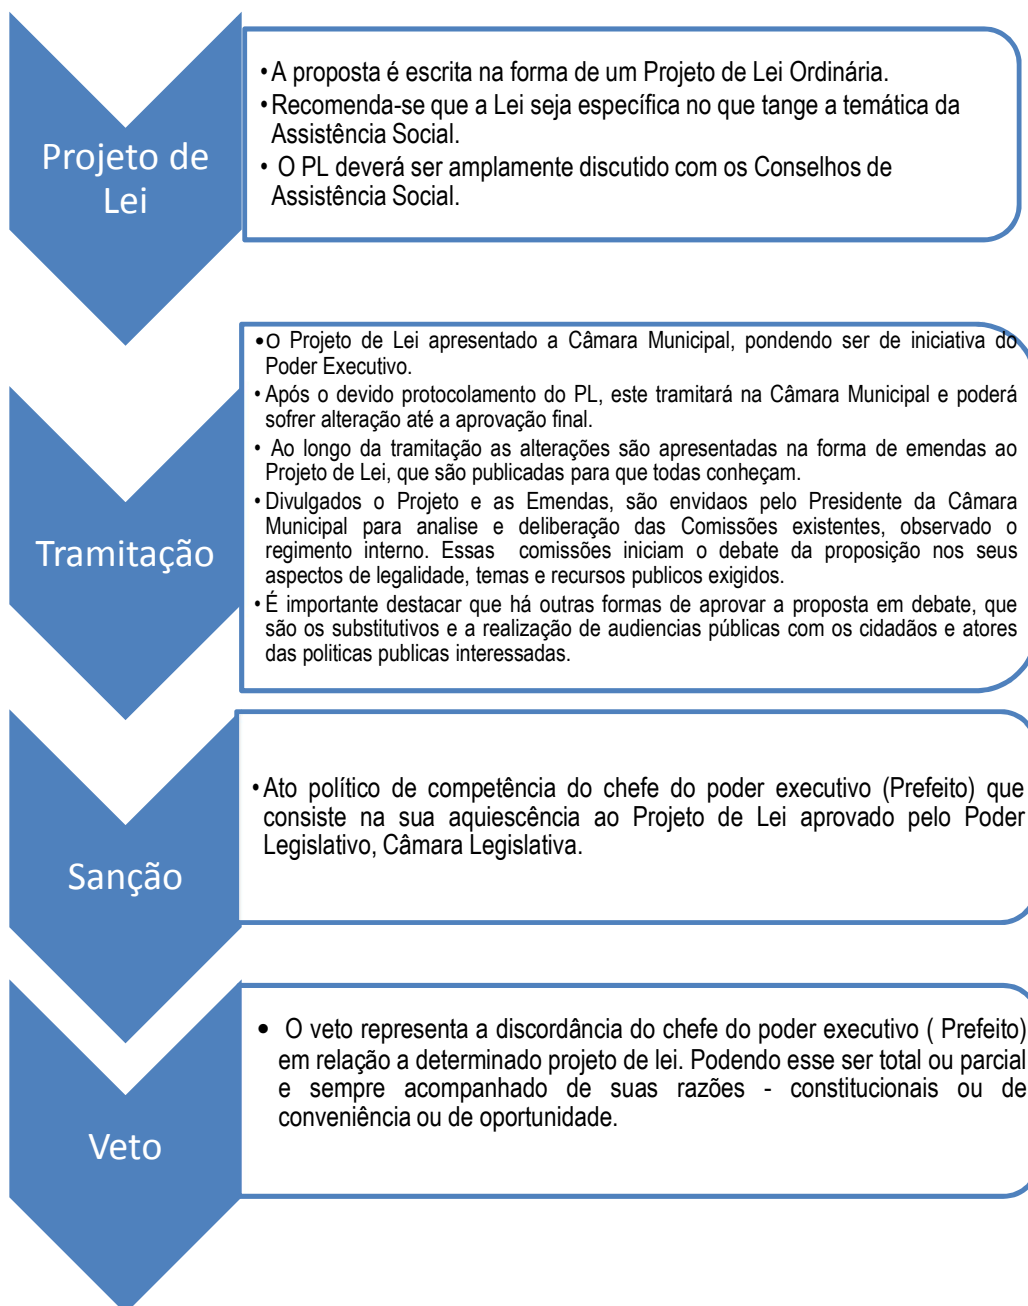 Projeto de
Lei
•A proposta é escrita na forma de um Projeto de Lei Ordinária.
•Recomenda-se que a Lei seja específica no que tange a temática da
Assistência Social.
• O PL deverá ser amplamente discutido com os Conselhos de
Assistência Social.
Tramitação
•O Projeto de Lei apresentado a Câmara Municipal, pondendo ser de iniciativa do
Poder Executivo.
•Após o devido protocolamento do PL, este tramitará na Câmara Municipal e poderá
sofrer alteração até a aprovação final.
• Ao longo da tramitação as alterações são apresentadas na forma de emendas ao
Projeto de Lei, que são publicadas para que todas conheçam.
•Divulgados o Projeto e as Emendas, são envidaos pelo Presidente da Câmara
Municipal para analise e deliberação das Comissões existentes, observado o
regimento interno. Essas comissões iniciam o debate da proposição nos seus
aspectos de legalidade, temas e recursos publicos exigidos.
•É importante destacar que há outras formas de aprovar a proposta em debate, que
são os substitutivos e a realização de audiencias públicas com os cidadãos e atores
das politicas publicas interessadas.
Sanção
•Ato político de competência do chefe do poder executivo (Prefeito) que
consiste na sua aquiescência ao Projeto de Lei aprovado pelo Poder
Legislativo, Câmara Legislativa.
Veto
• O veto representa a discordância do chefe do poder executivo ( Prefeito)
em relação a determinado projeto de lei. Podendo esse ser total ou parcial
e sempre acompanhado de suas razões - constitucionais ou de
conveniência ou de oportunidade.